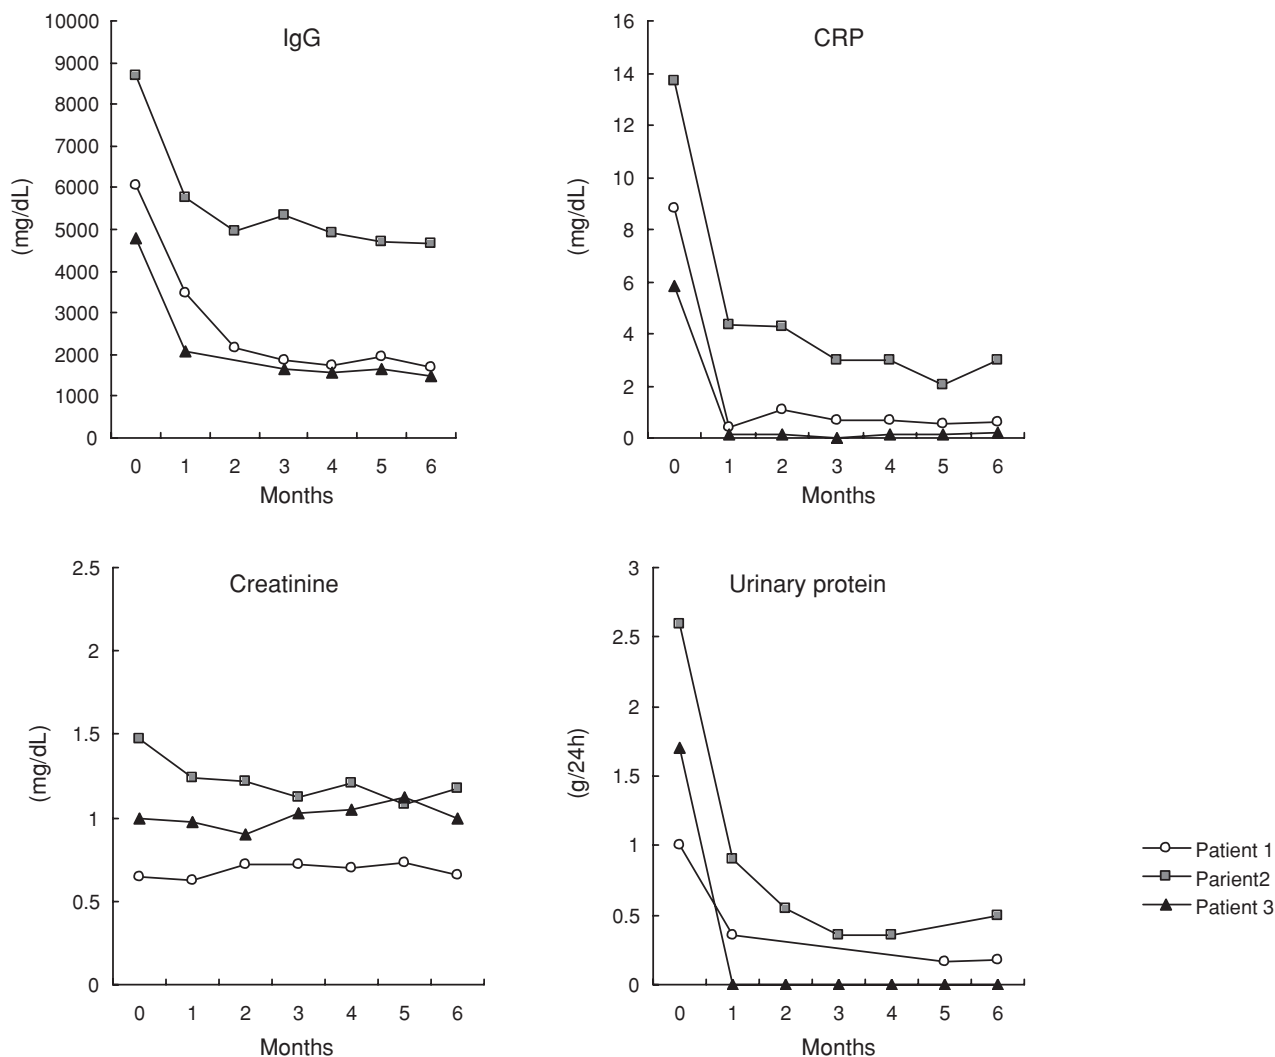 IgG
10000
9000
8000
7000
6000
5000
4000
3000
2000
1000
0
(mg/dL)
0 1 2 3 4 5 6
Months
CRP
16
14
12
10
8
6
4
2
0
(mg/dL)
0 1 2 3 4 5 6
Months
Creatinine
2.5
2
1.5
1
0.5
0
(mg/dL)
0 1 2 3 4 5 6
Months
Urinary protein
3
2.5
2
1.5
1
0.5
0
(g/24h)
0 1 2 3 4 5 6
Months
Patient 1
Parient2
Patient 3